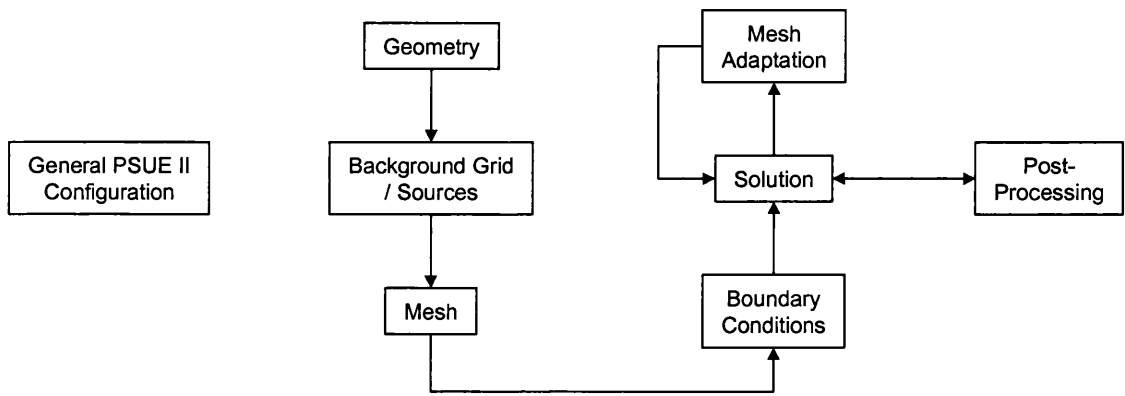 General PSUE II
Configuration
Geometry
Background Grid
/ Sources
Mesh
Mesh
Adaptation
Solution
Boundary
Conditions
Post-
Processing